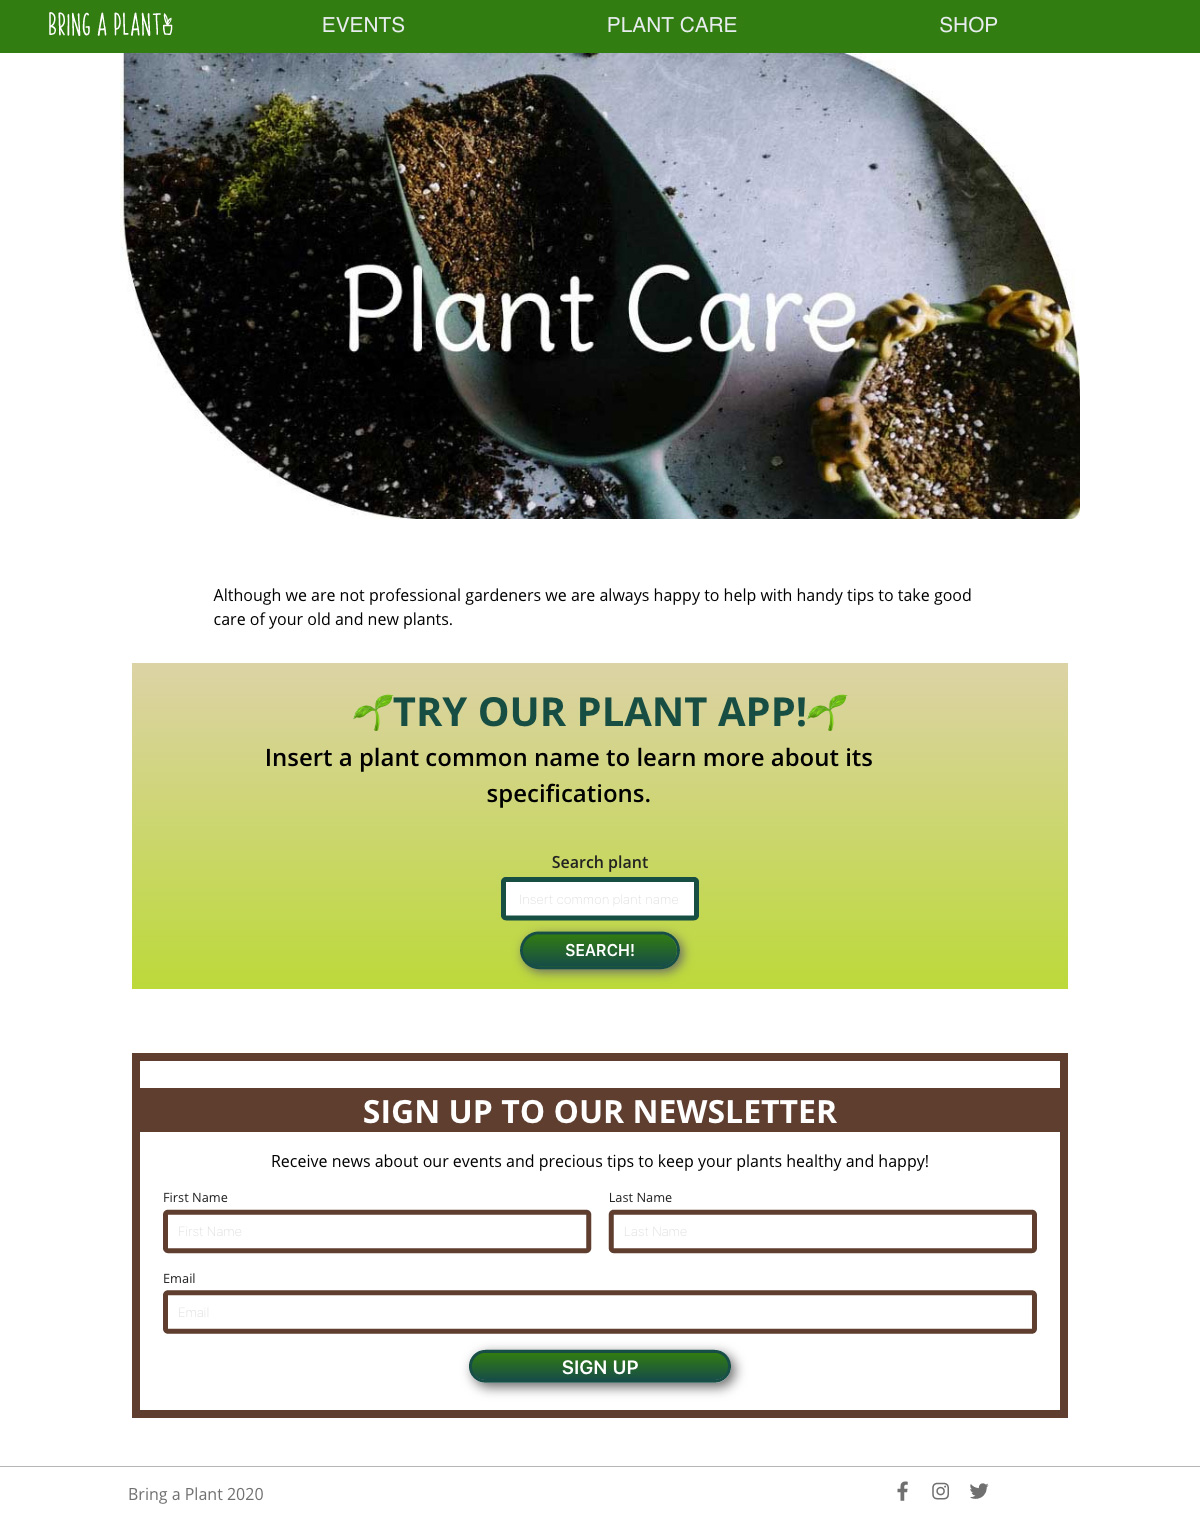 BRING A PLANT
EVENTS
PLANT CARE
SHOP
Plant Care
Although we are not professional gardeners we are always happy to help with handy tips to take good
care of your old and new plants.
🌱TRY OUR PLANT APP!🌱
Insert a plant common name to learn more about its
specifications.
Search plant
Insert common plant name
SEARCH!
SIGN UP TO OUR NEWSLETTER
Receive news about our events and precious tips to keep your plants healthy and happy!
First Name
Last Name
First Name
Last Name
Email
Email
SIGN UP
Bring a Plant 2020